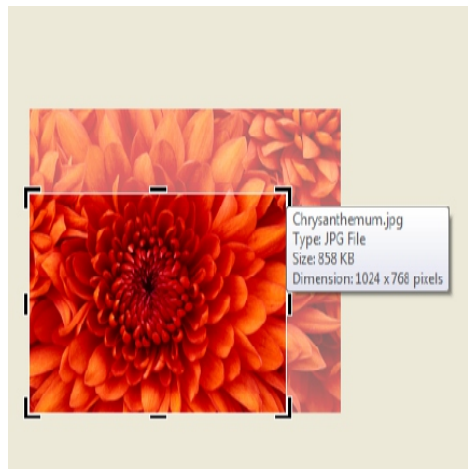 Chrysanthemum.jpg
Type: JPG File
Size: 858 KB
Dimension: 1024 x 768 pixels